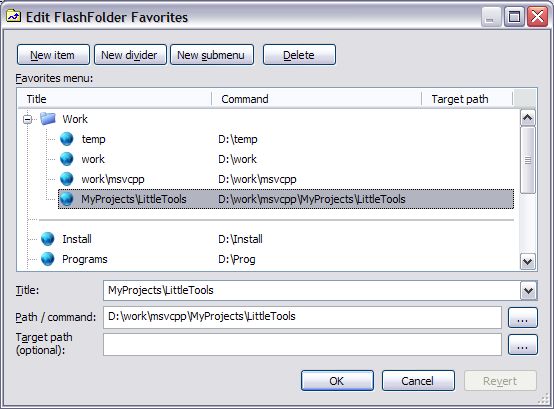 Edit FlashFolder Favorites
New item New divider New submenu Delete
Favorites menu:
Title Command Target path
Work
temp D:\temp
work D:\work
work\msvcpp D:\work\msvcpp
MyProjects\LittleTools D:\work\msvcpp\MyProjects\LittleTools
Install D:\Install
Programs D:\Prog
Title: MyProjects\LittleTools
Path / command: D:\work\msvcpp\MyProjects\LittleTools ...
Target path
(optional): ...
OK Cancel Revert